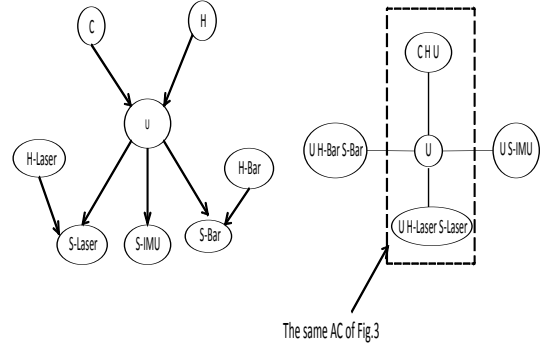 C
H
U
H-Laser
H-Bar
S-Laser
S-IMU
S-Bar
C H U
U H-Bar S-Bar
U
U S-IMU
U H-Laser S-Laser
The same AC of Fig.3